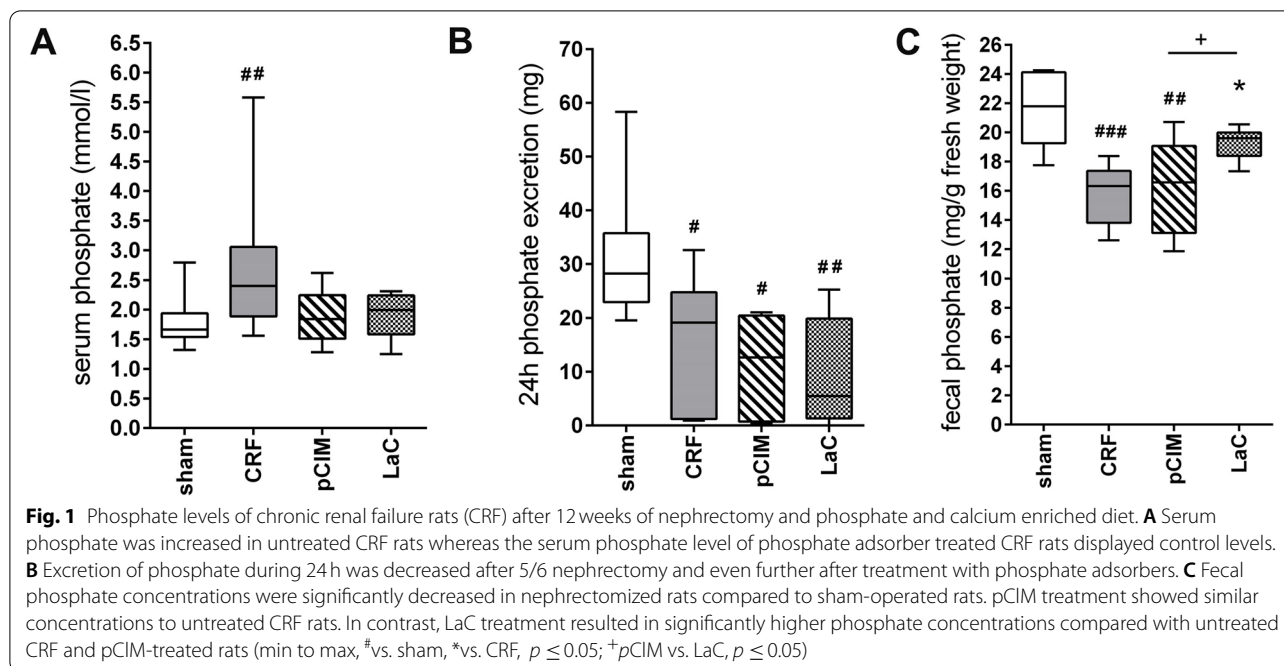 A
serum phosphate (mmol/l)
6.5
6.0
5.5
5.0
4.5
4.0
3.5
3.0
2.5
2.0
1.5
1.0
0.5
0.0
##
sham
CRF
pClM
LaC
B
24h phosphate excretion (mg)
70
60
50
40
30
20
10
0
#
#
##
sham
CRF
pClM
LaC
C
fecal phosphate (mg/g fresh weight)
24
22
20
18
16
14
12
10
8
6
4
2
0
###
##
+
*
sham
CRF
pClM
LaC
Fig. 1 Phosphate levels of chronic renal failure rats (CRF) after 12 weeks of nephrectomy and phosphate and calcium enriched diet. A Serum
phosphate was increased in untreated CRF rats whereas the serum phosphate level of phosphate adsorber treated CRF rats displayed control levels.
B Excretion of phosphate during 24 h was decreased after 5/6 nephrectomy and even further after treatment with phosphate adsorbers. C Fecal
phosphate concentrations were significantly decreased in nephrectomized rats compared to sham-operated rats. pClM treatment showed similar
concentrations to untreated CRF rats. In contrast, LaC treatment resulted in significantly higher phosphate concentrations compared with untreated
CRF and pClM-treated rats (min to max, #vs. sham, *vs. CRF, p ≤ 0.05; +pClM vs. LaC, p ≤ 0.05)